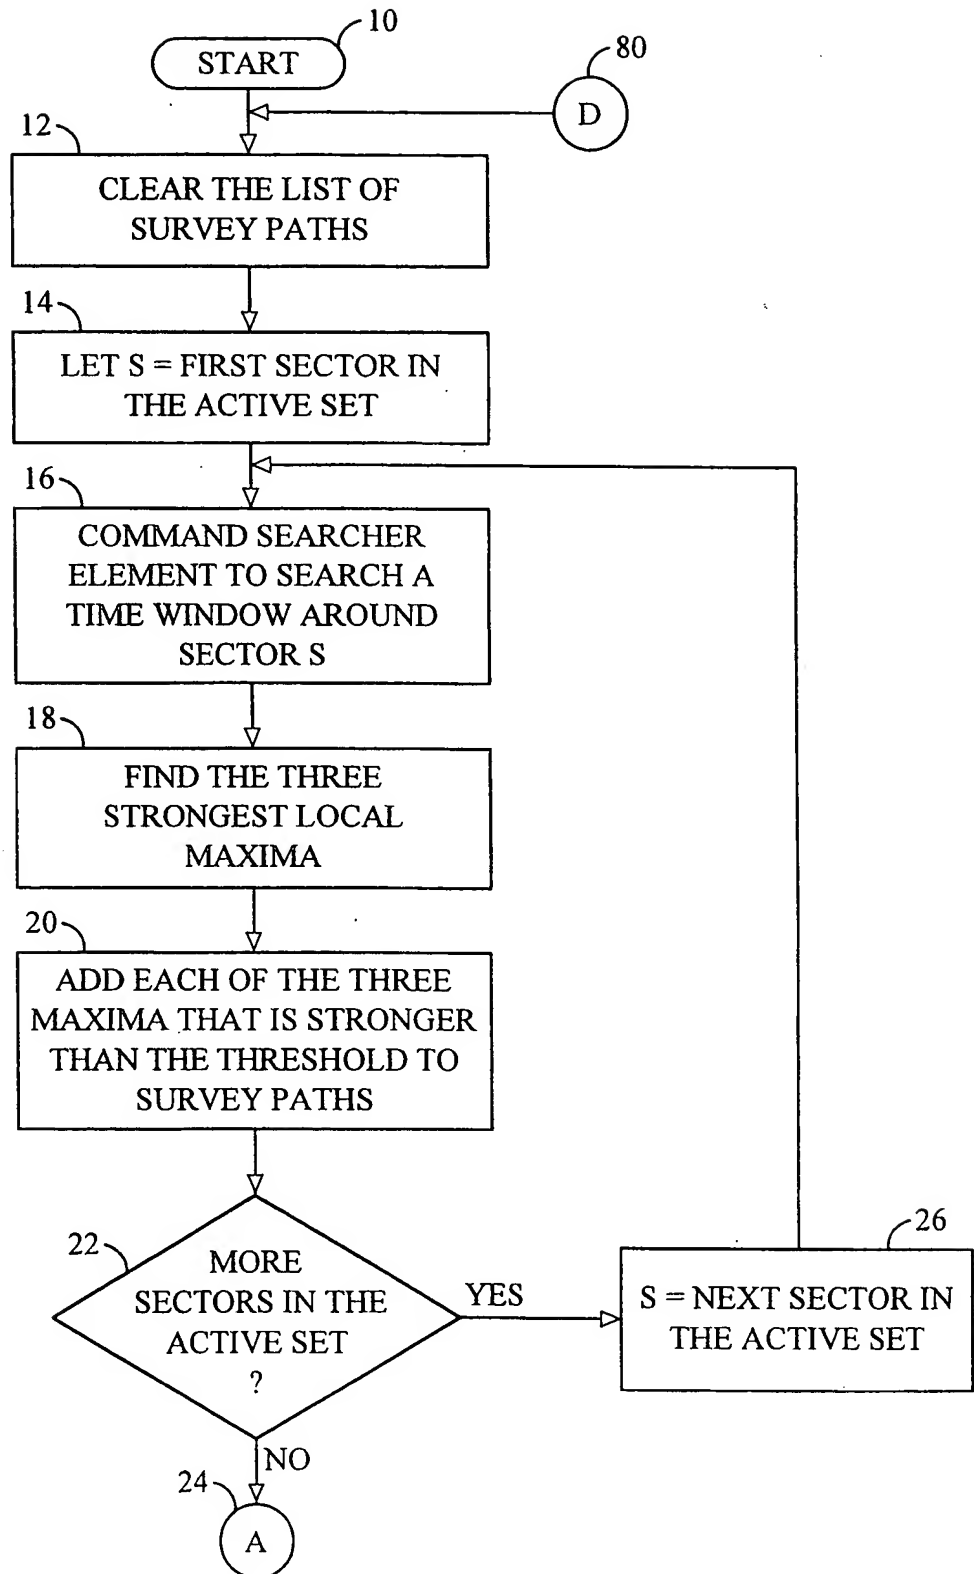 10
START
80
D
12
CLEAR THE LIST OF
SURVEY PATHS
14
LET S = FIRST SECTOR IN
THE ACTIVE SET
16
COMMAND SEARCHER
ELEMENT TO SEARCH A
TIME WINDOW AROUND
SECTOR S
18
FIND THE THREE
STRONGEST LOCAL
MAXIMA
20
ADD EACH OF THE THREE
MAXIMA THAT IS STRONGER
THAN THE THRESHOLD TO
SURVEY PATHS
22
MORE
SECTORS IN THE
ACTIVE SET
?
YES
26
S = NEXT SECTOR IN
THE ACTIVE SET
NO
24
A